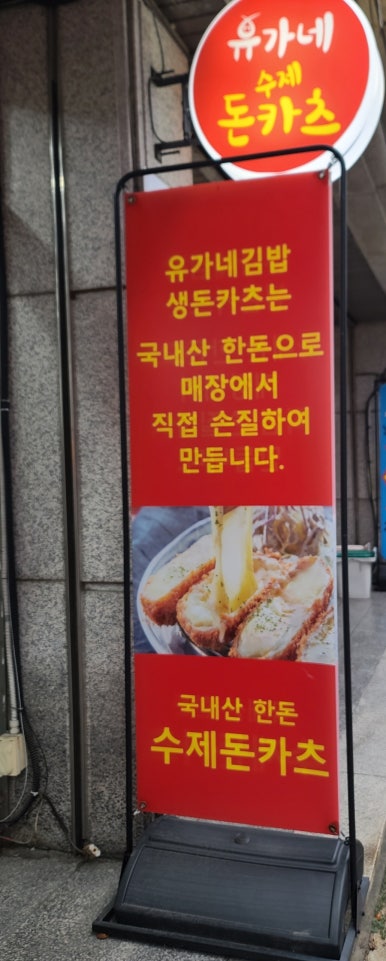 유가네
수제
돈카츠
유가네김밥
생돈카츠는
국내산 한돈으로
매장에서
직접 손질하여
만듭니다.
국내산 한돈
수제돈카츠